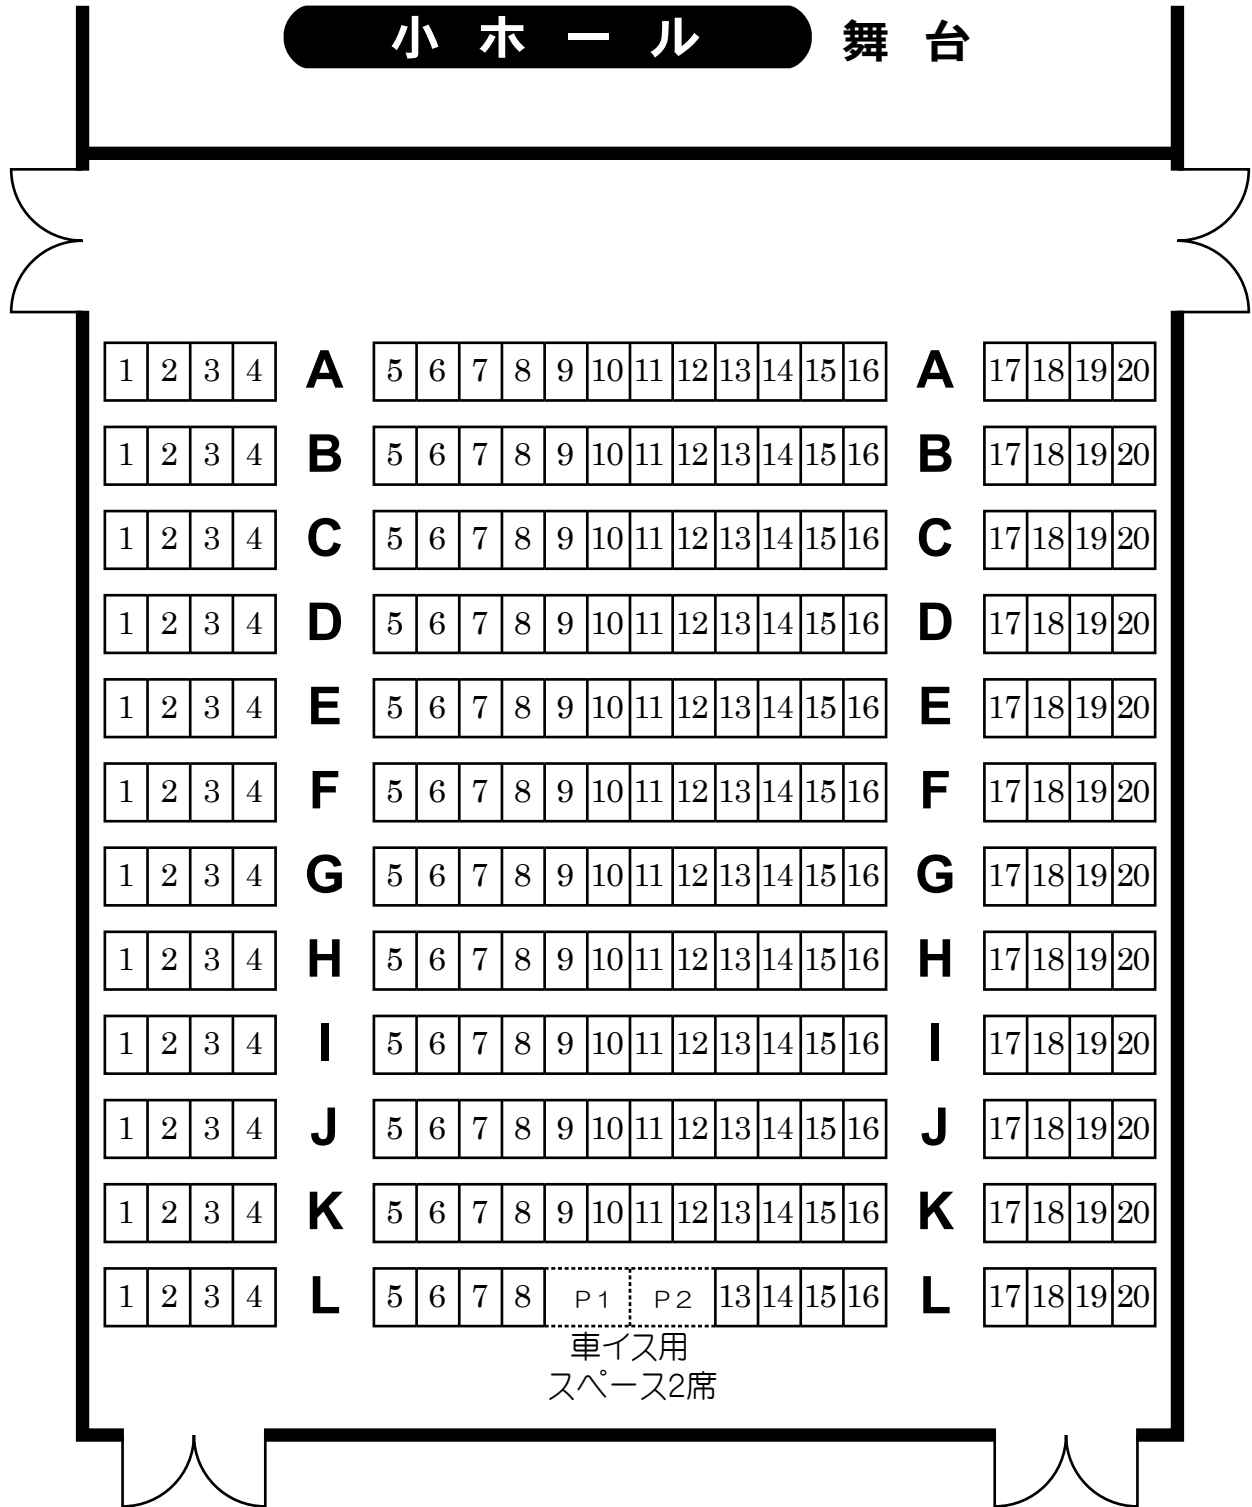 小ホール 舞台
1 2 3 4 A 5 6 7 8 9 10 11 12 13 14 15 16 A 17 18 19 20
1 2 3 4 B 5 6 7 8 9 10 11 12 13 14 15 16 B 17 18 19 20
1 2 3 4 C 5 6 7 8 9 10 11 12 13 14 15 16 C 17 18 19 20
1 2 3 4 D 5 6 7 8 9 10 11 12 13 14 15 16 D 17 18 19 20
1 2 3 4 E 5 6 7 8 9 10 11 12 13 14 15 16 E 17 18 19 20
1 2 3 4 F 5 6 7 8 9 10 11 12 13 14 15 16 F 17 18 19 20
1 2 3 4 G 5 6 7 8 9 10 11 12 13 14 15 16 G 17 18 19 20
1 2 3 4 H 5 6 7 8 9 10 11 12 13 14 15 16 H 17 18 19 20
1 2 3 4 I 5 6 7 8 9 10 11 12 13 14 15 16 I 17 18 19 20
1 2 3 4 J 5 6 7 8 9 10 11 12 13 14 15 16 J 17 18 19 20
1 2 3 4 K 5 6 7 8 9 10 11 12 13 14 15 16 K 17 18 19 20
1 2 3 4 L 5 6 7 8 P1 P2 13 14 15 16 L 17 18 19 20
車イス用
スペース2席